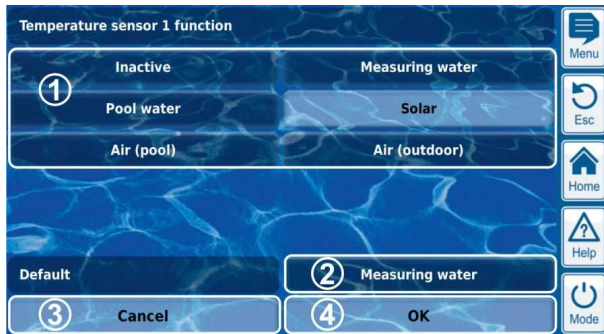 Temperature sensor 1 function
Menu
1
Inactive
Measuring water
Pool water
Solar
Esc
Air (pool)
Air (outdoor)
Home
Help
Default
2
Measuring water
3
Cancel
4
OK
Mode